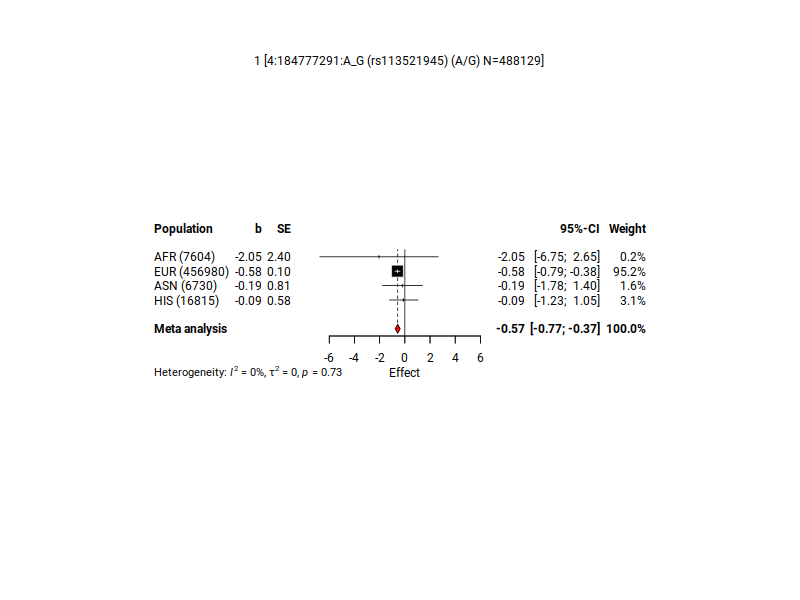 1 [4:184777291:A_G (rs113521945) (A/G) N=488129]
Population b SE 95%-CI Weight
AFR (7604) -2.05 2.40 -2.05 [-6.75; 2.65] 0.2%
EUR (456980) -0.58 0.10 -0.58 [-0.79; -0.38] 95.2%
ASN (6730) -0.19 0.81 -0.19 [-1.78; 1.40] 1.6%
HIS (16815) -0.09 0.58 -0.09 [-1.23; 1.05] 3.1%
Meta analysis -0.57 [-0.77; -0.37] 100.0%
-6 -4 -2 0 2 4 6
Heterogeneity: I² = 0%, τ² = 0, p = 0.73 Effect